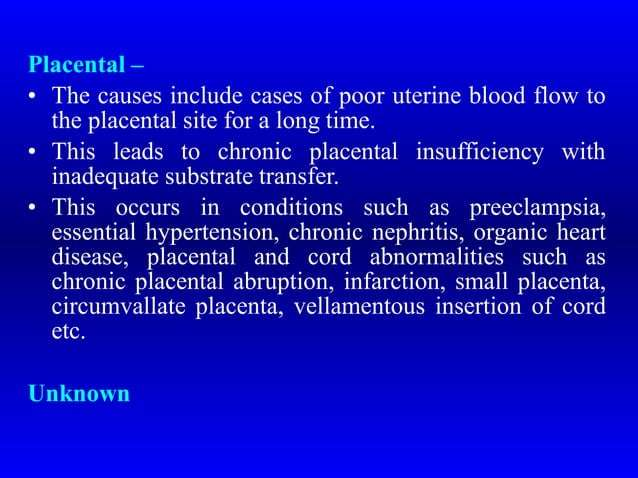 Placental –
• The causes include cases of poor uterine blood flow to
the placental site for a long time.
• This leads to chronic placental insufficiency with
inadequate substrate transfer.
• This occurs in conditions such as preeclampsia,
essential hypertension, chronic nephritis, organic heart
disease, placental and cord abnormalities such as
chronic placental abruption, infarction, small placenta,
circumvallate placenta, vellamentous insertion of cord
etc.
Unknown